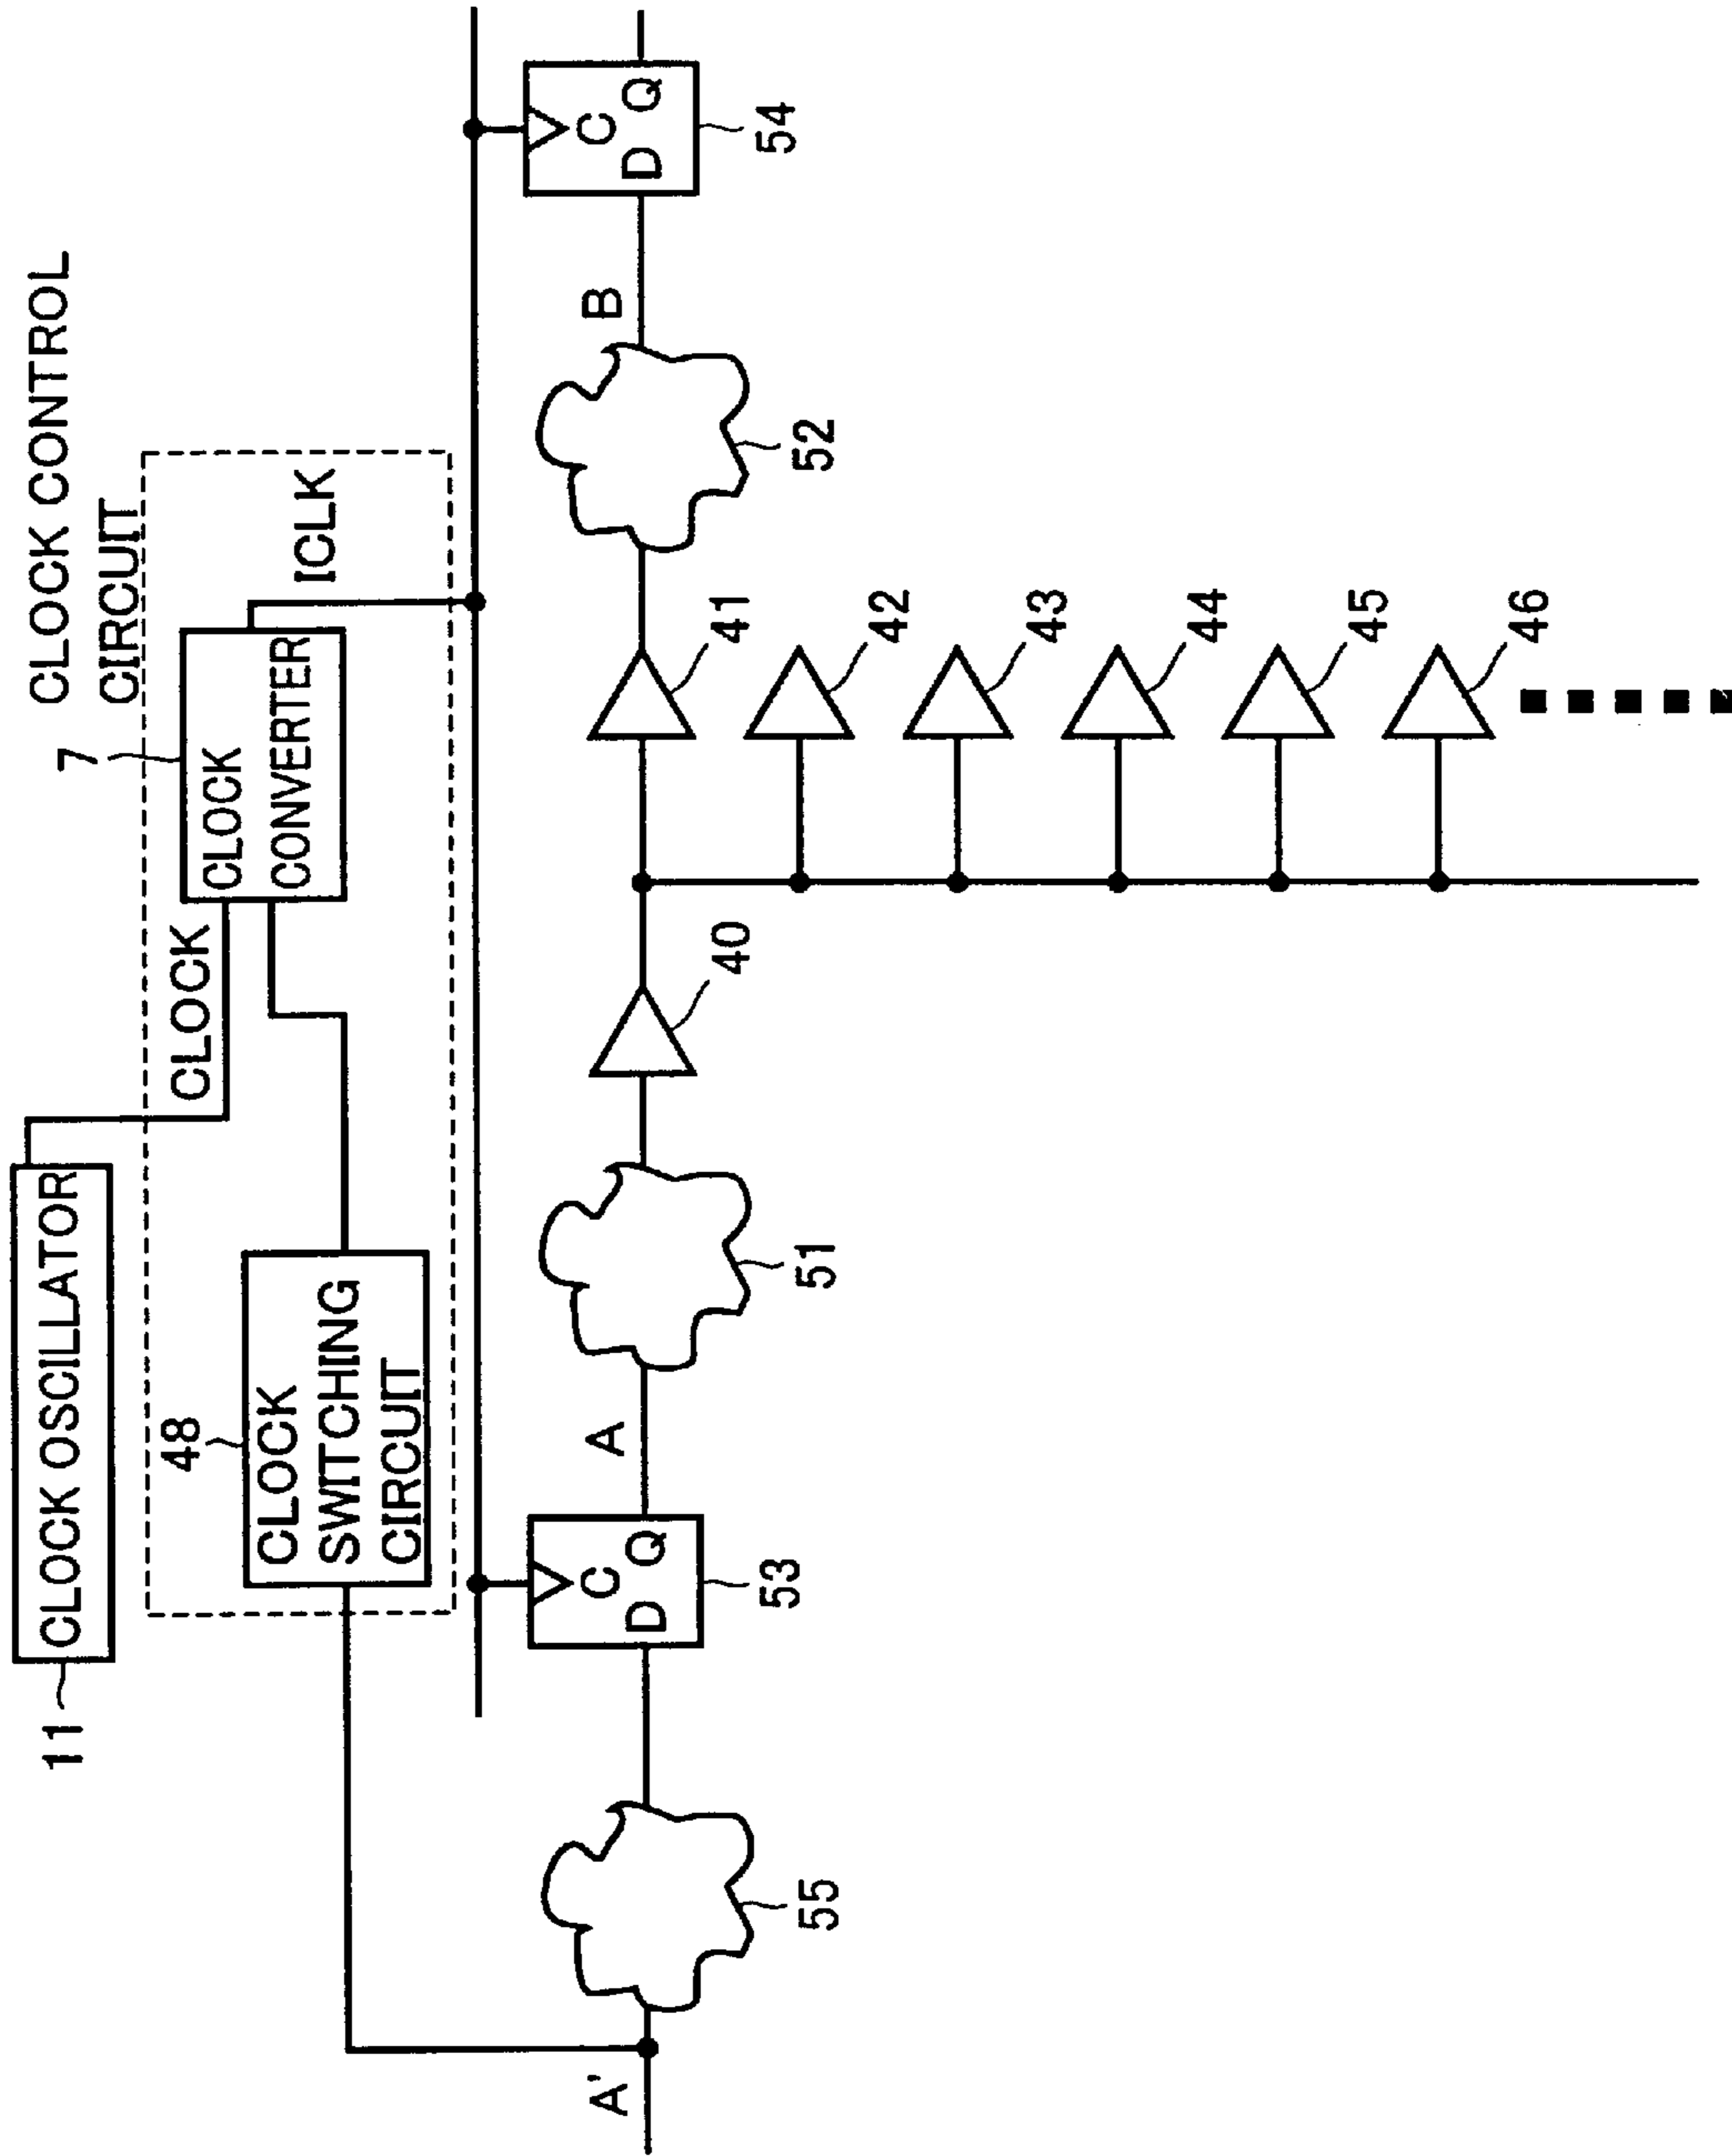 CLOCK CONTROL
CIRCUIT
11
CLOCK OSCILLATOR
48
CLOCK
SWITCHING
CIRCUIT
CLOCK
7
CLOCK
CONVERTER
ICLK
A'
55
C
D Q
53
A
51
40
41
42
43
44
45
46
52
B
C
D Q
54